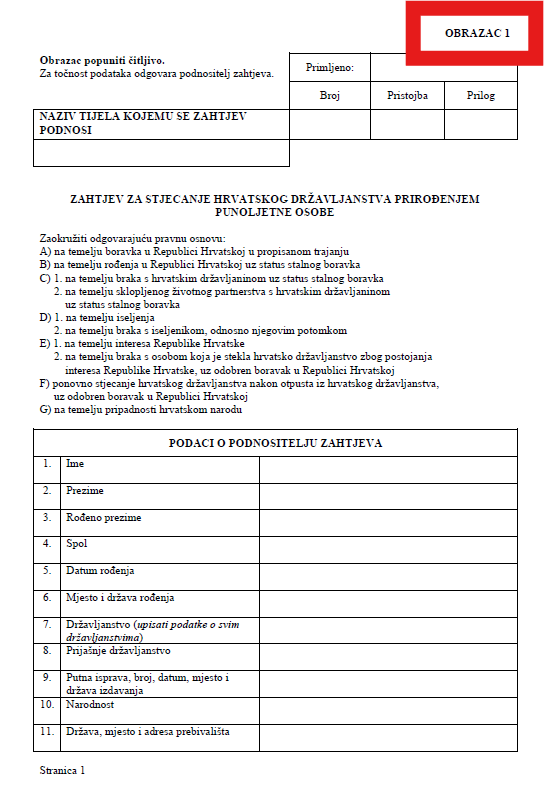 OBRAZAC 1
Obrazac popuniti čitljivo.
Za točnost podataka odgovara podnositelj zahtjeva.
Primljeno:
Broj Pristojba Prilog
NAZIV TIJELA KOJEMU SE ZAHTJEV
PODNOSI
ZAHTJEV ZA STJECANJE HRVATSKOG DRŽAVLJANSTVA PRIROĐENJEM
PUNOLJETNE OSOBE
Zaokružiti odgovarajuću pravnu osnovu:
A) na temelju boravka u Republici Hrvatskoj u propisanom trajanju
B) na temelju rođenja u Republici Hrvatskoj uz status stalnog boravka
C) 1. na temelju braka s hrvatskim državljaninom uz status stalnog boravka
2. na temelju sklopljenog životnog partnerstva s hrvatskim državljaninom
uz status stalnog boravka
D) 1. na temelju iseljenja
2. na temelju braka s iseljenikom, odnosno njegovim potomkom
E) 1. na temelju interesa Republike Hrvatske
2. na temelju braka s osobom koja je stekla hrvatsko državljanstvo zbog postojanja
interesa Republike Hrvatske, uz odobren boravak u Republici Hrvatskoj
F) ponovno stjecanje hrvatskog državljanstva nakon otpusta iz hrvatskog državljanstva,
uz odobren boravak u Republici Hrvatskoj
G) na temelju pripadnosti hrvatskom narodu
PODACI O PODNOSITELJU ZAHTJEVA
1. Ime
2. Prezime
3. Rođeno prezime
4. Spol
5. Datum rođenja
6. Mjesto i država rođenja
7. Državljanstvo (upisati podatke o svim
državljanstvima)
8. Prijašnje državljanstvo
9. Putna isprava, broj, datum, mjesto i
država izdavanja
10. Narodnost
11. Država, mjesto i adresa prebivališta
Stranica 1